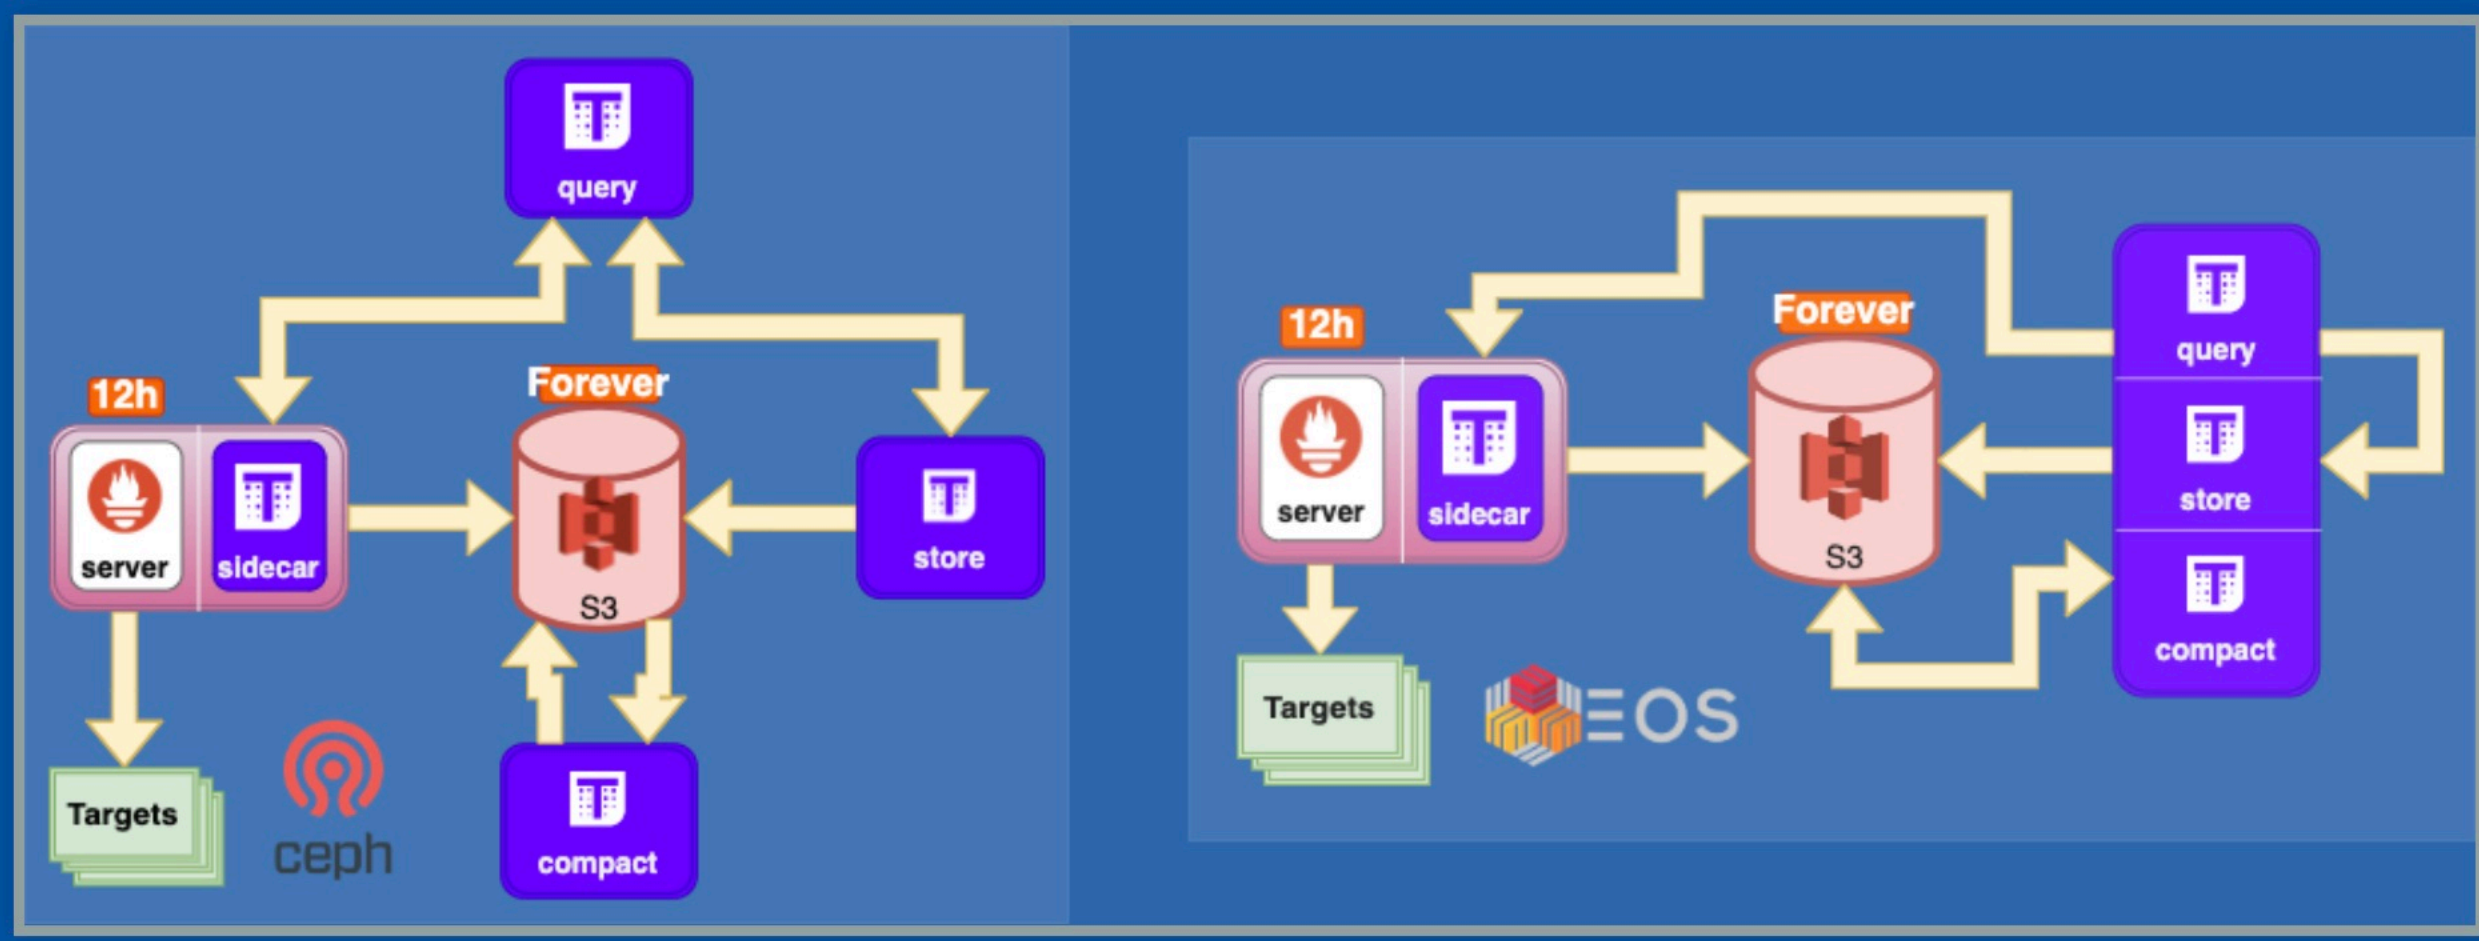 query
12h
Forever
server
sidecar
S3
store
Targets
ceph
compact
12h
Forever
query
server
sidecar
S3
store
compact
Targets
EOS